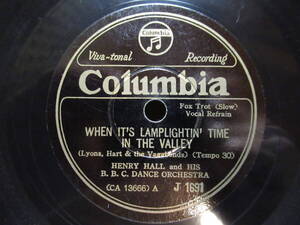 Viva-tonal Recording
Columbia
Fox Trot (Slow)
Vocal Refrain
WHEN IT'S LAMPLIGHTIN' TIME
IN THE VALLEY
(Lyons, Hart & the Vagabonds) (Tempo 30)
HENRY HALL and HIS
B. B. C. DANCE ORCHESTRA
(CA 13666) A J 1691